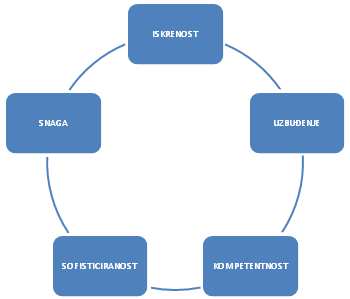 ISKRENOST
UZBUĐENJE
KOMPETENTNOST
SOFISTICIRANOST
SNAGA